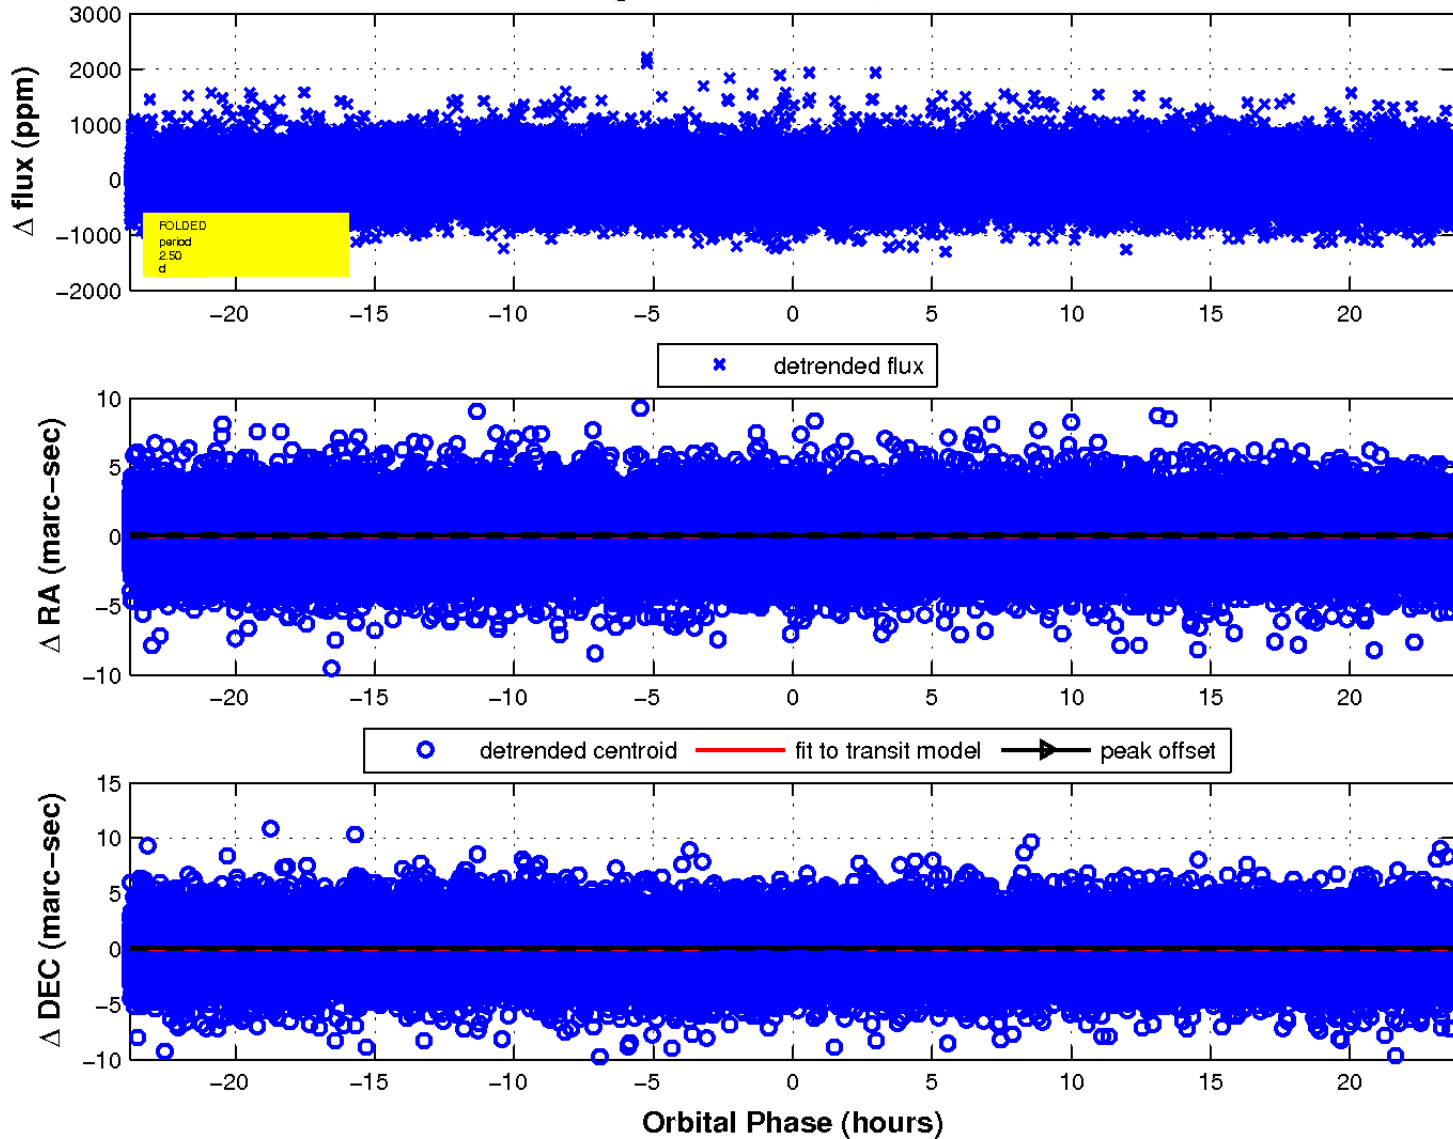 3000
2000
1000
0
−1000
−2000
Δ flux (ppm)
FOLDED
period
2.50
d
−20 −15 −10 −5 0 5 10 15 20
× detrended flux
10
5
0
−5
−10
Δ RA (marc−sec)
−20 −15 −10 −5 0 5 10 15 20
detrended centroid fit to transit model peak offset
15
10
5
0
−5
−10
Δ DEC (marc−sec)
−20 −15 −10 −5 0 5 10 15 20
Orbital Phase (hours)